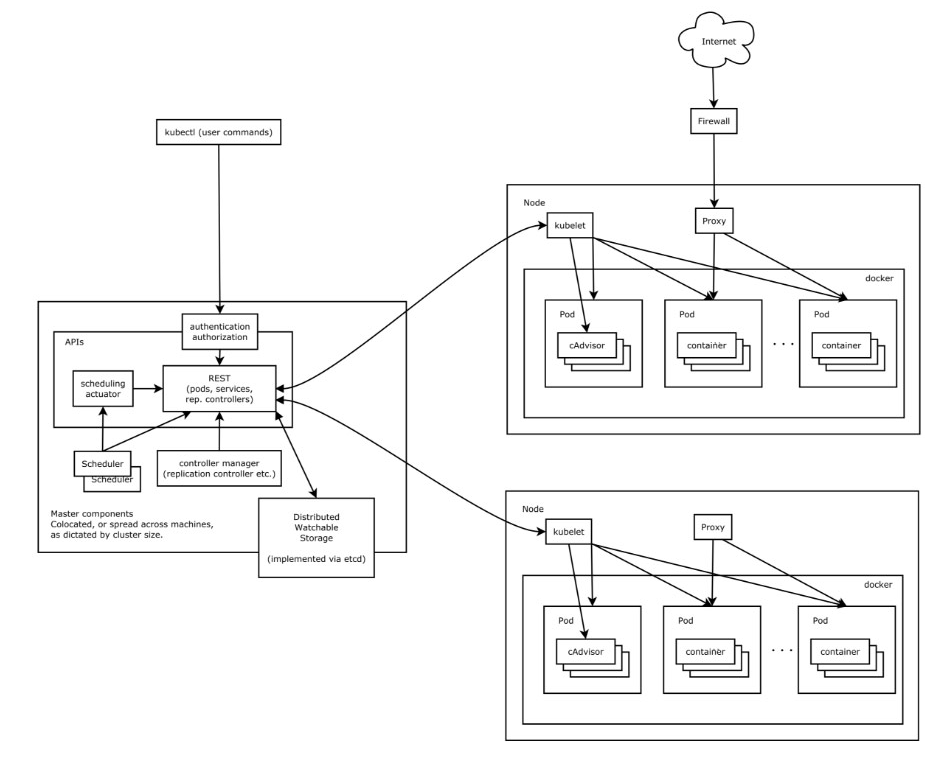 Internet
Firewall
kubectl (user commands)
Node
kubelet
Proxy
docker
Pod
Pod
Pod
cAdvisor
container
. . .
container
authentication
authorization
APIs
REST
(pods, services,
rep. controllers)
scheduling
actuator
Scheduler
Scheduler
controller manager
(replication controller etc.)
Master components
Colocated, or spread across machines,
as dictated by cluster size.
Distributed
Watchable
Storage
(implemented via etcd)
Node
kubelet
Proxy
docker
Pod
Pod
Pod
cAdvisor
container
. . .
container